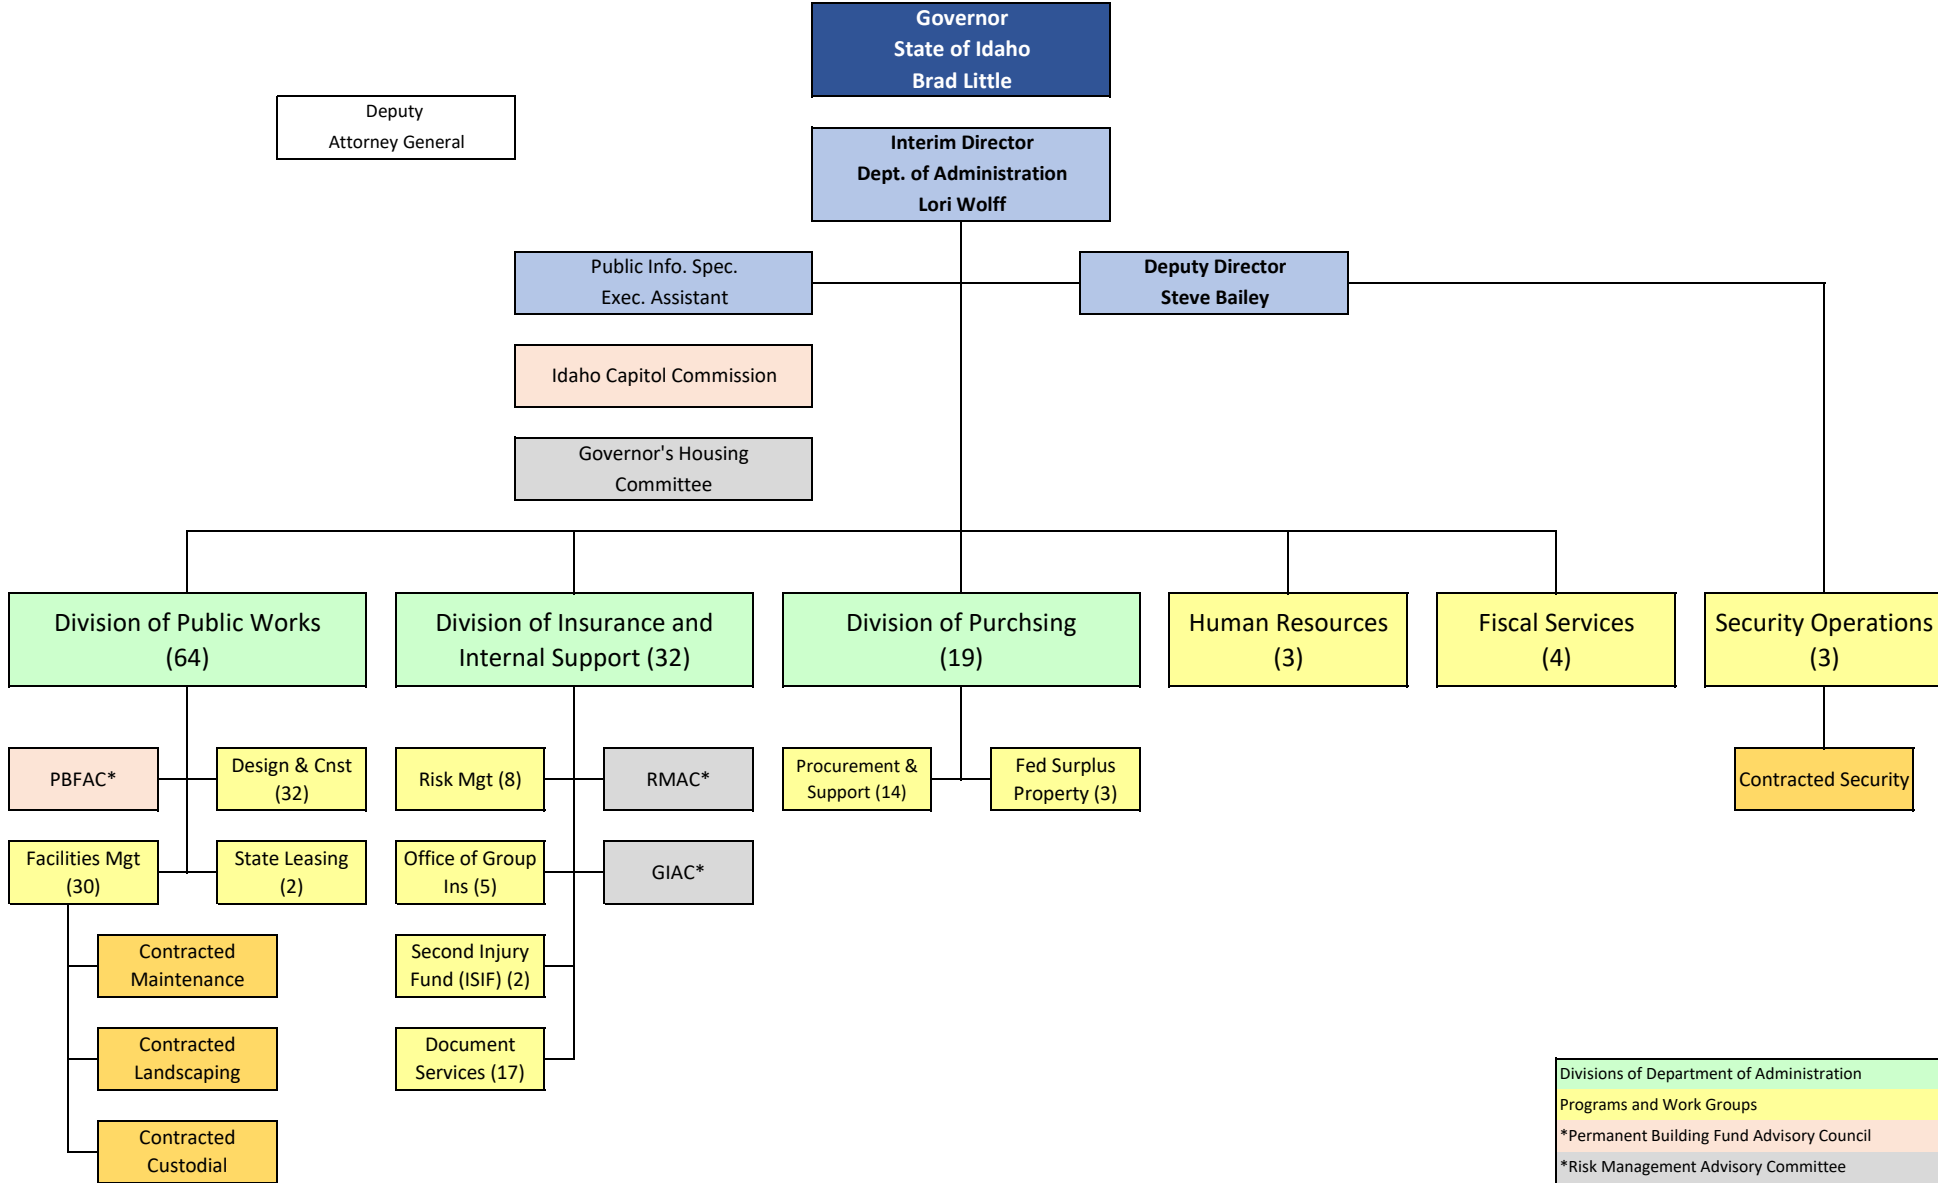 Governor
State of Idaho
Brad Little
Deputy
Attorney General
Interim Director
Dept. of Administration
Lori Wolff
Public Info. Spec.
Exec. Assistant
Deputy Director
Steve Bailey
Idaho Capitol Commission
Governor's Housing
Committee
Division of Public Works
(64)
Division of Insurance and
Internal Support (32)
Division of Purchsing
(19)
Human Resources
(3)
Fiscal Services
(4)
Security Operations
(3)
PBFAC*
Design & Cnst
(32)
Risk Mgt (8)
RMAC*
Procurement &
Support (14)
Fed Surplus
Property (3)
Contracted Security
Facilities Mgt
(30)
State Leasing
(2)
Office of Group
Ins (5)
GIAC*
Contracted
Maintenance
Second Injury
Fund (ISIF) (2)
Contracted
Landscaping
Document
Services (17)
Contracted
Custodial
Divisions of Department of Administration
Programs and Work Groups
*Permanent Building Fund Advisory Council
*Risk Management Advisory Committee